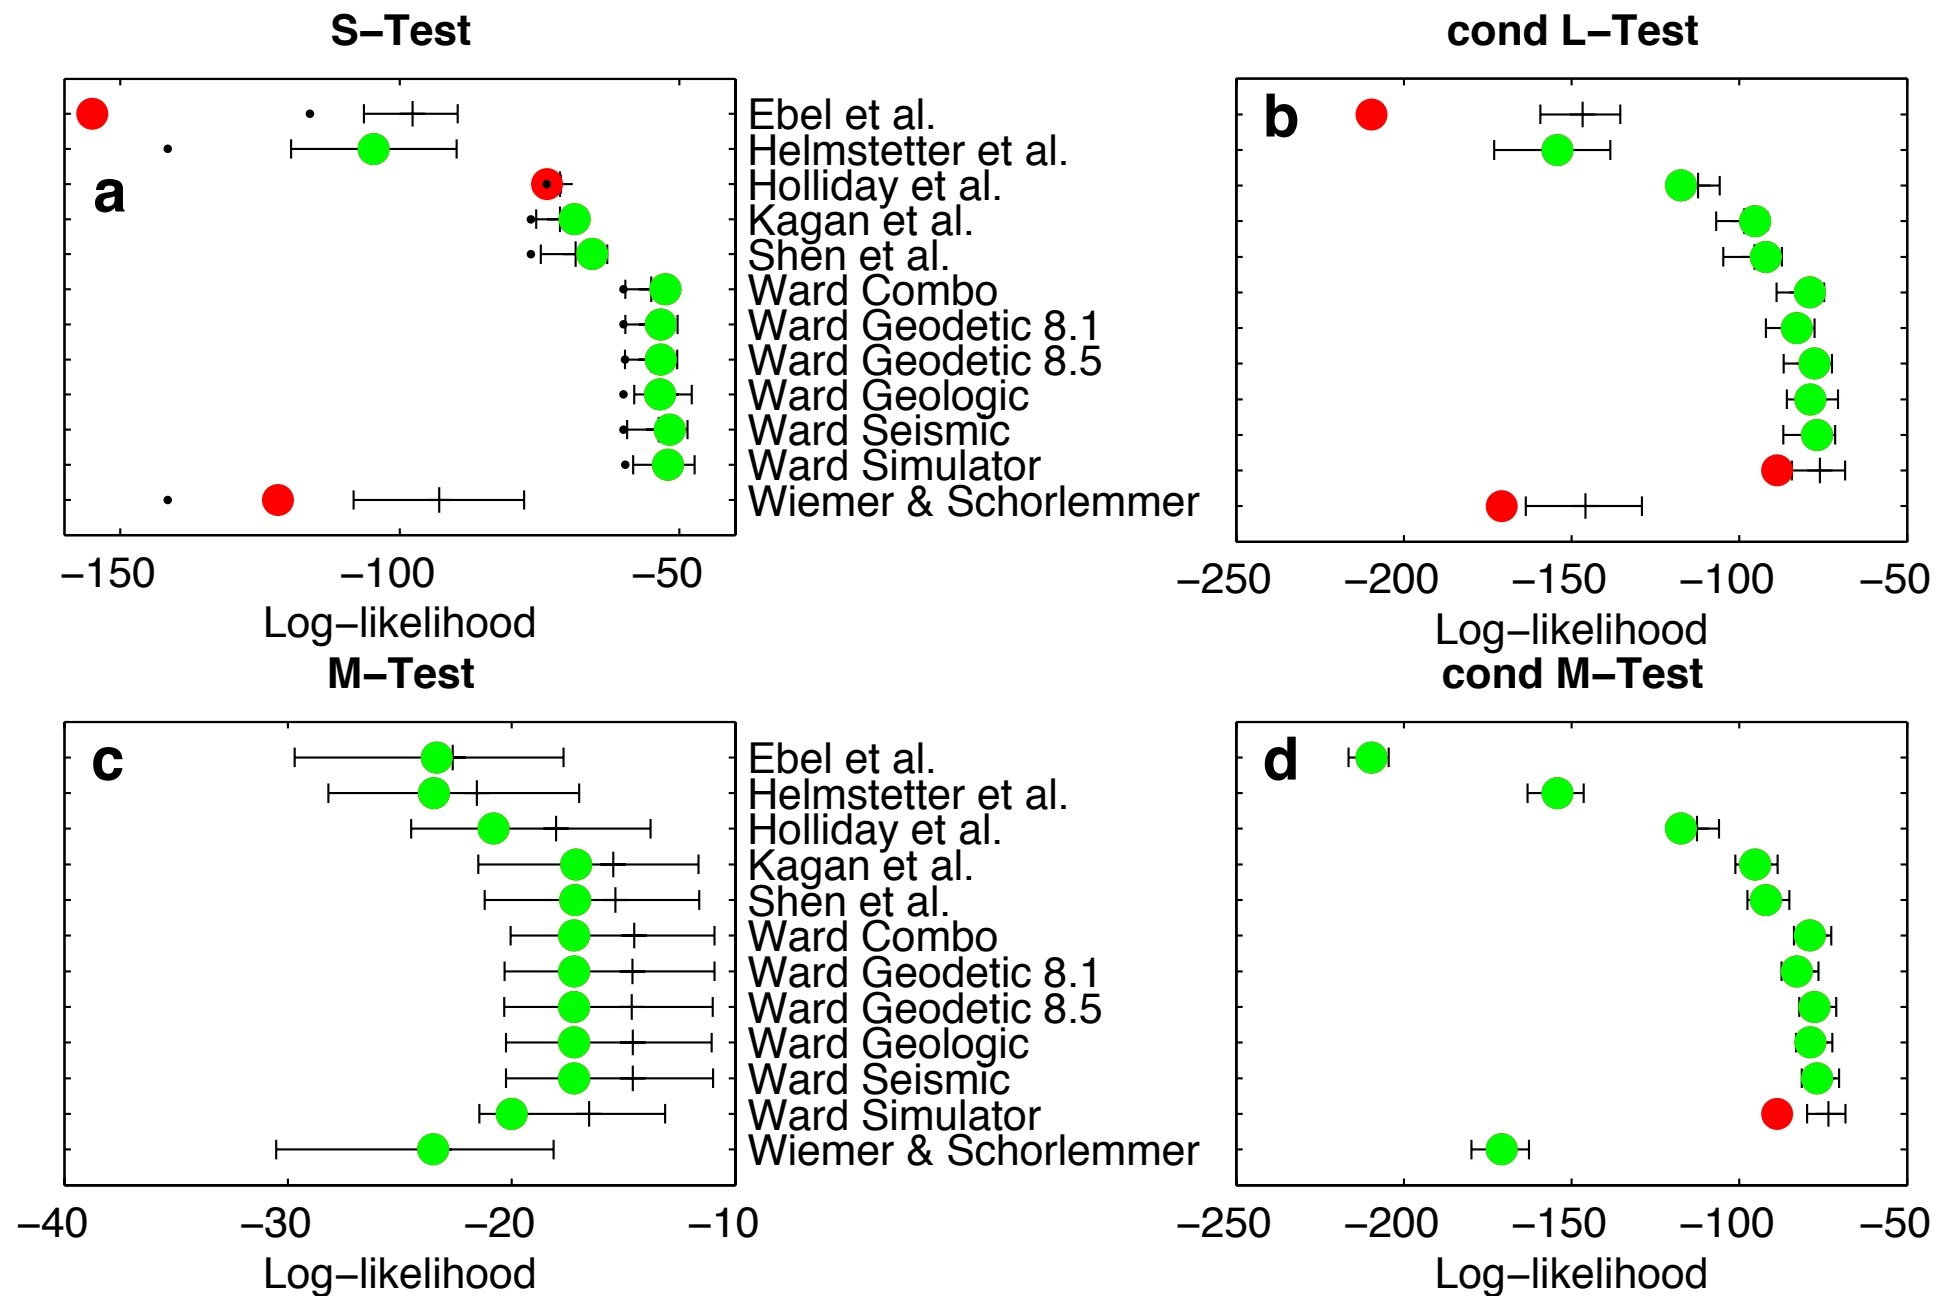 S−Test
cond L−Test
a
b
Ebel et al.
Helmstetter et al.
Holliday et al.
Kagan et al.
Shen et al.
Ward Combo
Ward Geodetic 8.1
Ward Geodetic 8.5
Ward Geologic
Ward Seismic
Ward Simulator
Wiemer & Schorlemmer
−150 −100 −50
−250 −200 −150 −100 −50
Log−likelihood
Log−likelihood
M−Test
cond M−Test
c
d
Ebel et al.
Helmstetter et al.
Holliday et al.
Kagan et al.
Shen et al.
Ward Combo
Ward Geodetic 8.1
Ward Geodetic 8.5
Ward Geologic
Ward Seismic
Ward Simulator
Wiemer & Schorlemmer
−40 −30 −20 −10
−250 −200 −150 −100 −50
Log−likelihood
Log−likelihood